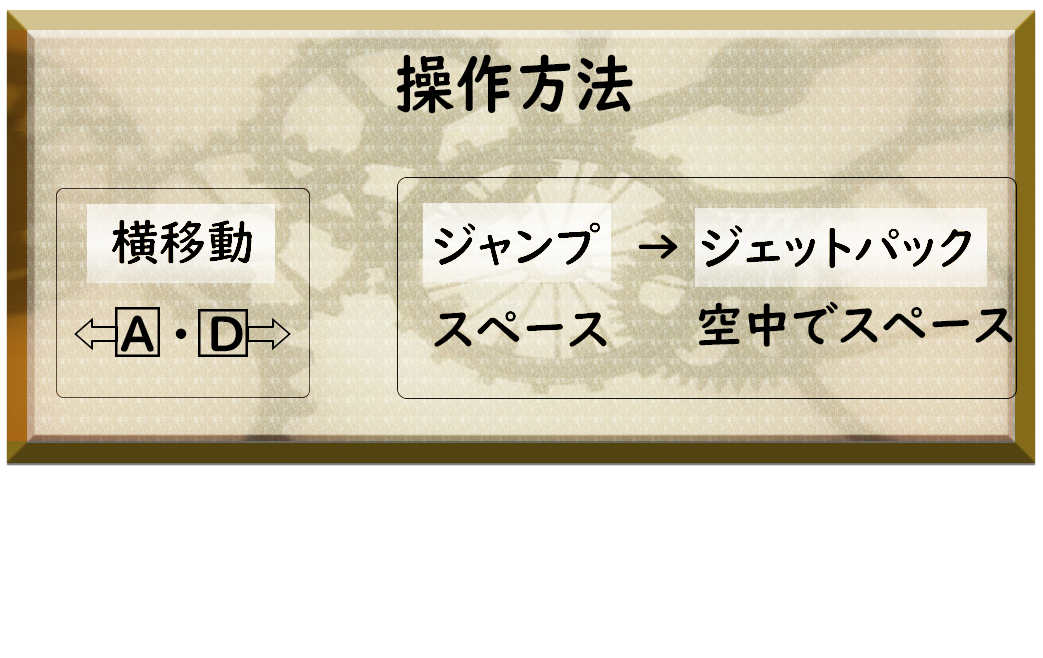 操作方法
横移動
A・D
ジャンプ → ジェットパック
スペース
空中でスペース